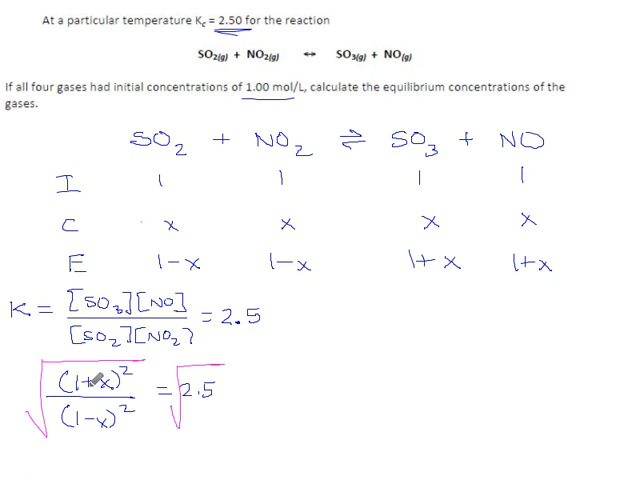 At a particular temperature Kc = 2.50 for the reaction
SO2(g) + NO2(g) ↔ SO3(g) + NO(g)
If all four gases had initial concentrations of 1.00 mol/L, calculate the equilibrium concentrations of the
gases.
SO2 + NO2 ⇌ SO3 + NO
I 1 1 1 1
C x x x x
E 1-x 1-x 1+x 1+x
K = [SO3][NO] / [SO2][NO2] = 2.5
√((1+x)² / (1-x)²) = √2.5